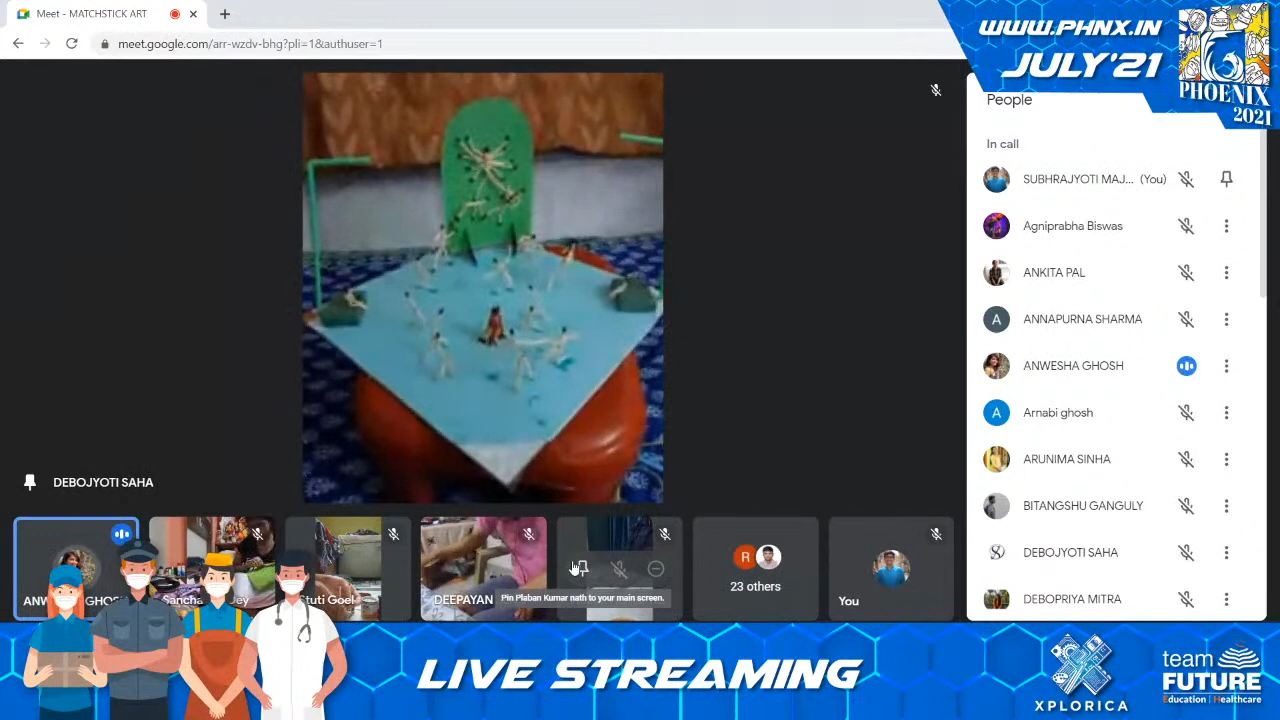 Meet - MATCHSTICK ART
meet.google.com/arr-wzdv-bhg?pli=1&authuser=1
WWW.PHNX.IN
JULY'21
PHOENIX
2021
People
In call
SUBHRAJYOTI MAJ... (You)
Agniprabha Biswas
ANKITA PAL
A ANNAPURNA SHARMA
ANWESHA GHOSH
A Arnabi ghosh
ARUNIMA SINHA
BITANGSHU GANGULY
DEBOJYOTI SAHA
DEBOPRIYA MITRA
DEBOJYOTI SAHA
R
23 others
DEEPAYAN
Stuti Goel
You
Pin Plaban Kumar nath to your main screen.
LIVE STREAMING
XPLORICA
team
FUTURE
Education | Healthcare